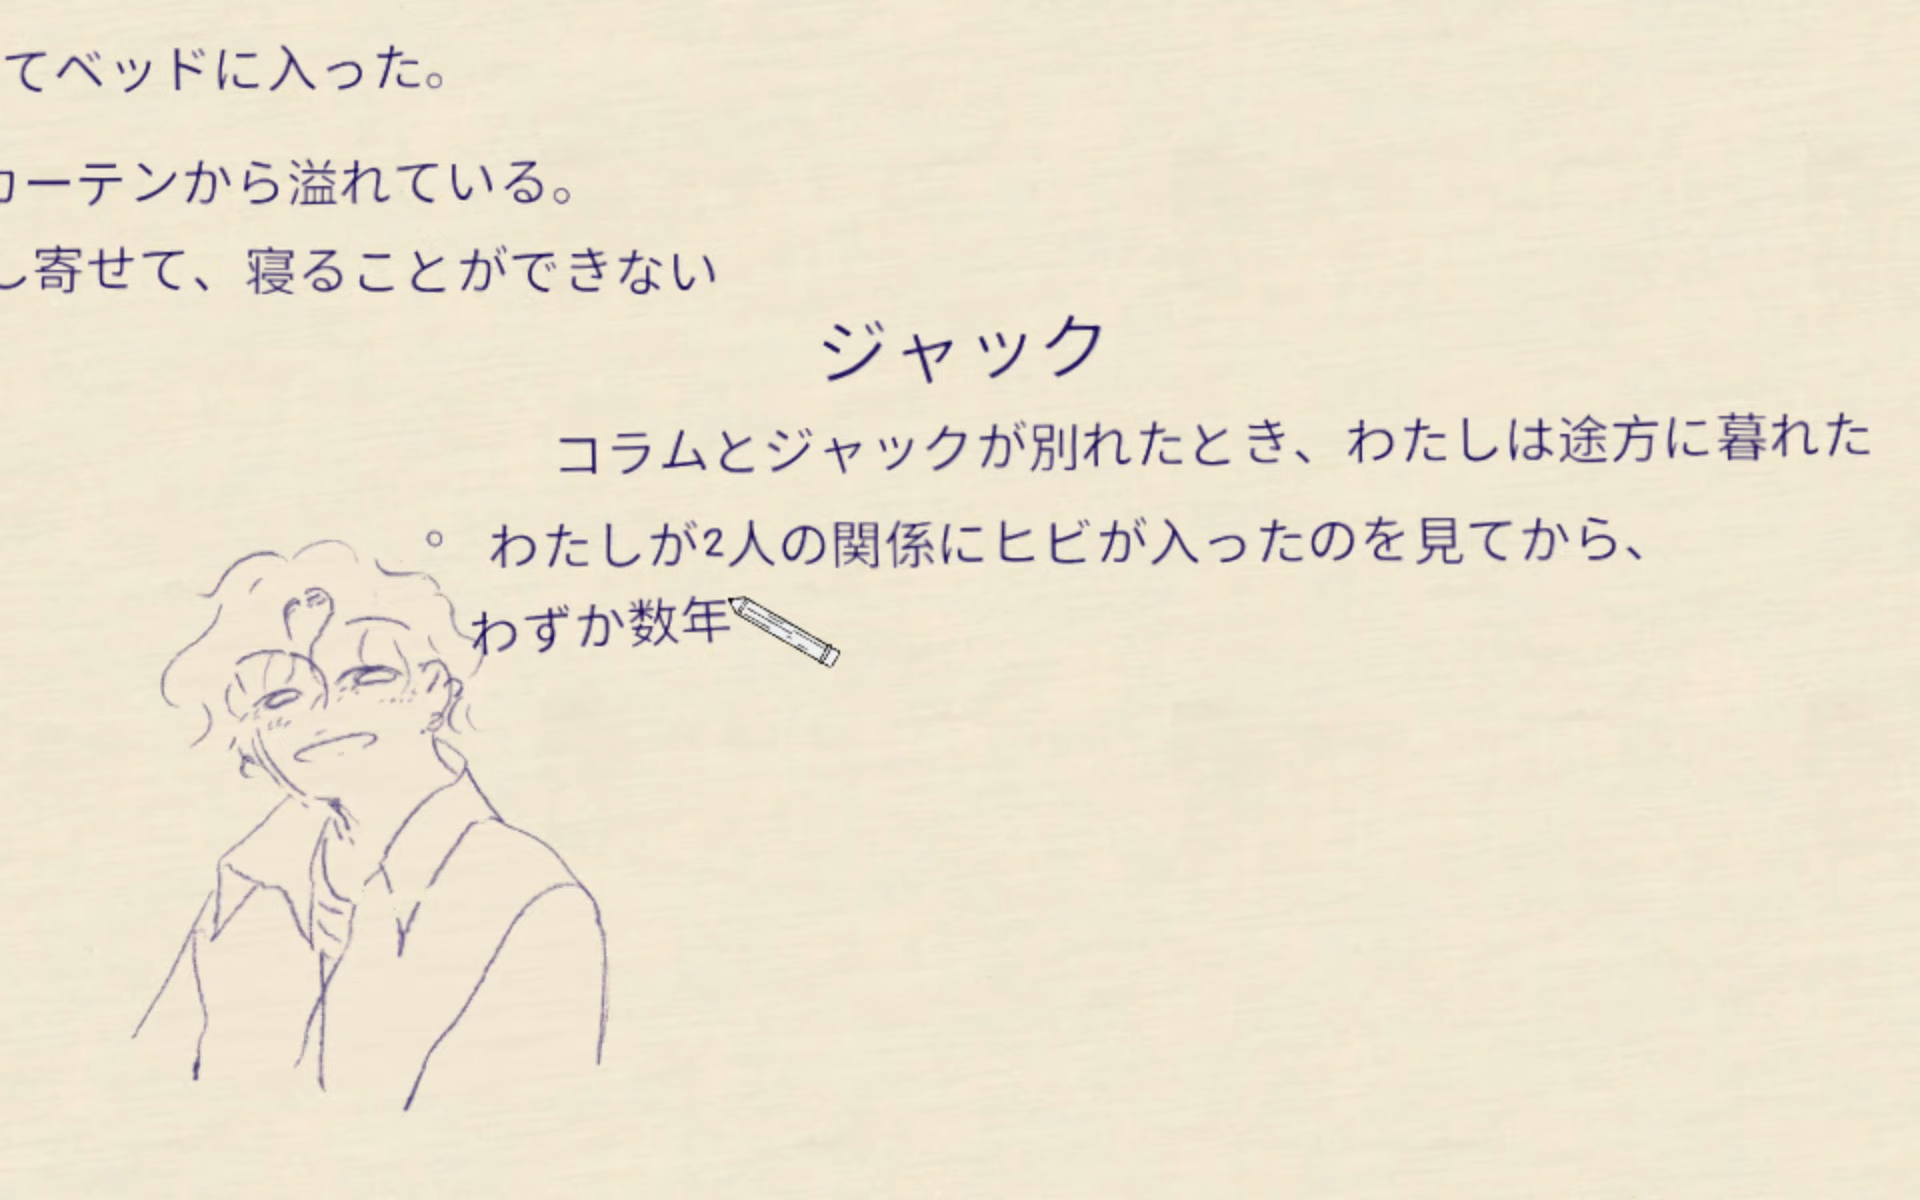 てベッドに入った。
カーテンから溢れている。
し寄せて、寝ることができない
ジャック
コラムとジャックが別れたとき、わたしは途方に暮れた
。わたしが2人の関係にヒビが入ったのを見てから、
わずか数年